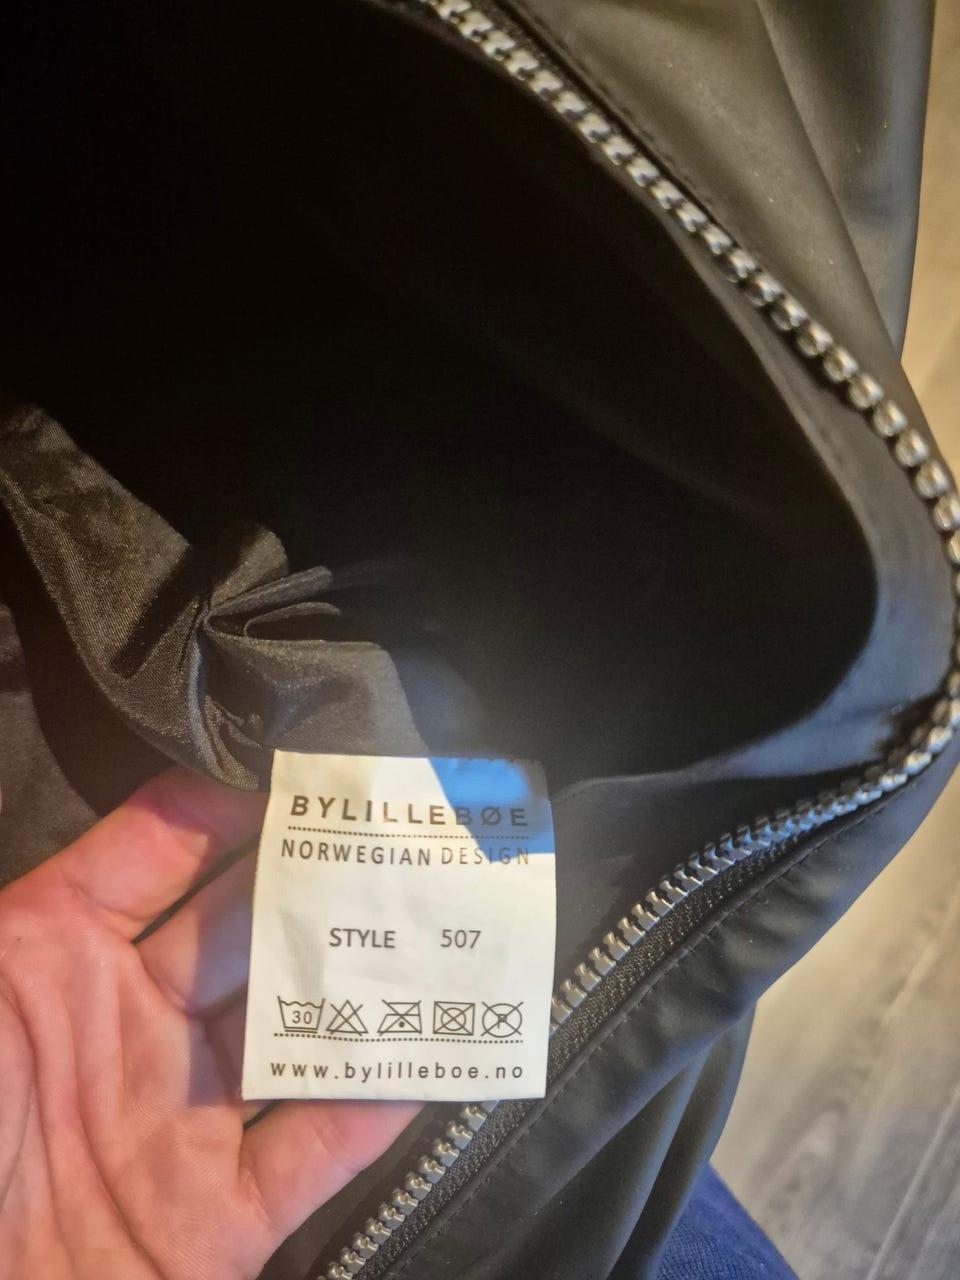 BYLILLEBØE
NORWEGIAN DESIGN
STYLE 507
30 P
www.bylilleboe.no